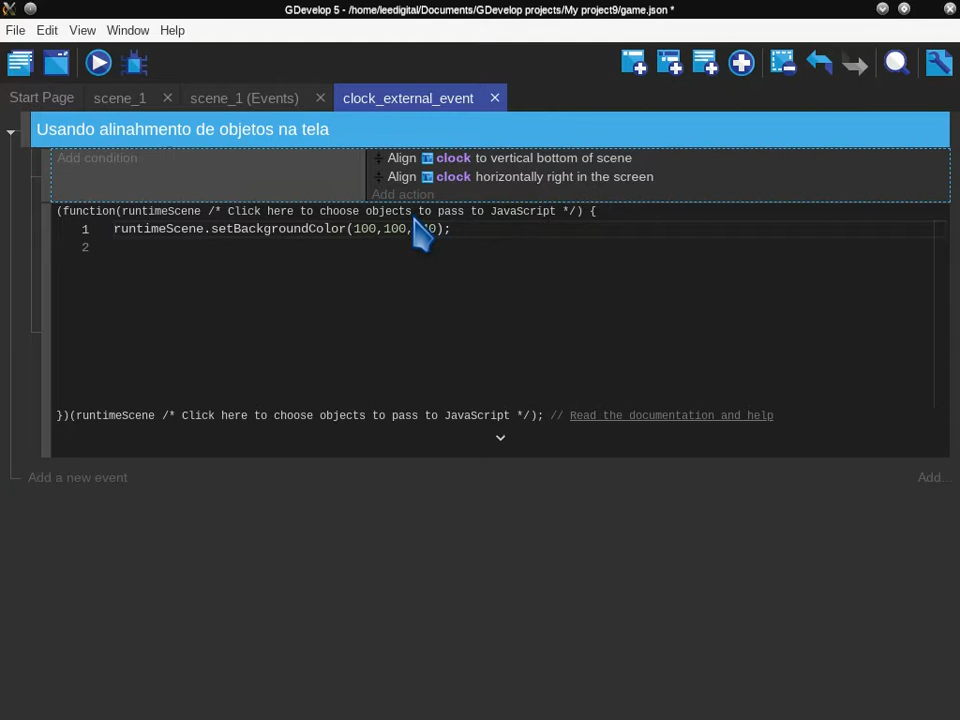 GDevelop 5 - /home/leedigital/Documents/GDevelop projects/My project9/game.json *
File Edit View Window Help
Start Page scene_1 scene_1 (Events) clock_external_event
Usando alinahmento de objetos na tela
Add condition
Align clock to vertical bottom of scene
Align clock horizontally right in the screen
Add action
(function(runtimeScene /* Click here to choose objects to pass to JavaScript */) {
1 runtimeScene.setBackgroundColor(100,100, 0);
2
})(runtimeScene /* Click here to choose objects to pass to JavaScript */); // Read the documentation and help
Add a new event
Add...